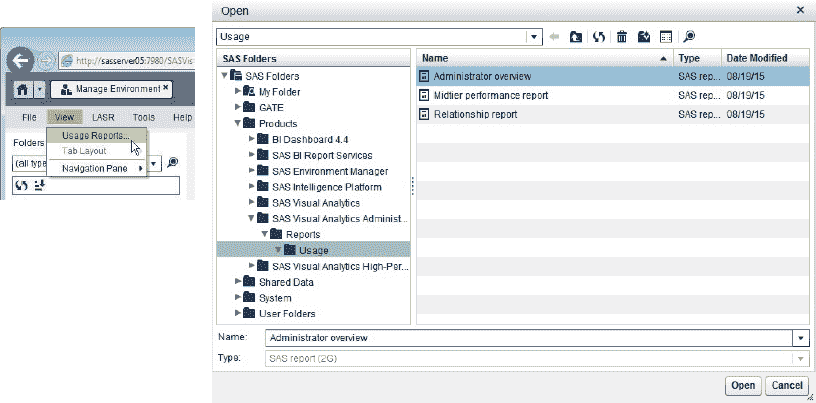 http://sasserver05:7980/SASVist
Manage Environment ×
File View LASR Tools Help
Usage Reports...
Tab Layout
Navigation Pane
Folders
(all type
Open
Usage
SAS Folders
SAS Folders
My Folder
GATE
Products
BI Dashboard 4.4
SAS BI Report Services
SAS Environment Manager
SAS Intelligence Platform
SAS Visual Analytics
SAS Visual Analytics Administ...
Reports
Usage
SAS Visual Analytics High-Per...
Shared Data
System
User Folders
Name Type Date Modified
Administrator overview SAS rep... 08/19/15
Midtier performance report SAS rep... 08/19/15
Relationship report SAS rep... 08/19/15
Name: Administrator overview
Type: SAS report (2G)
Open Cancel